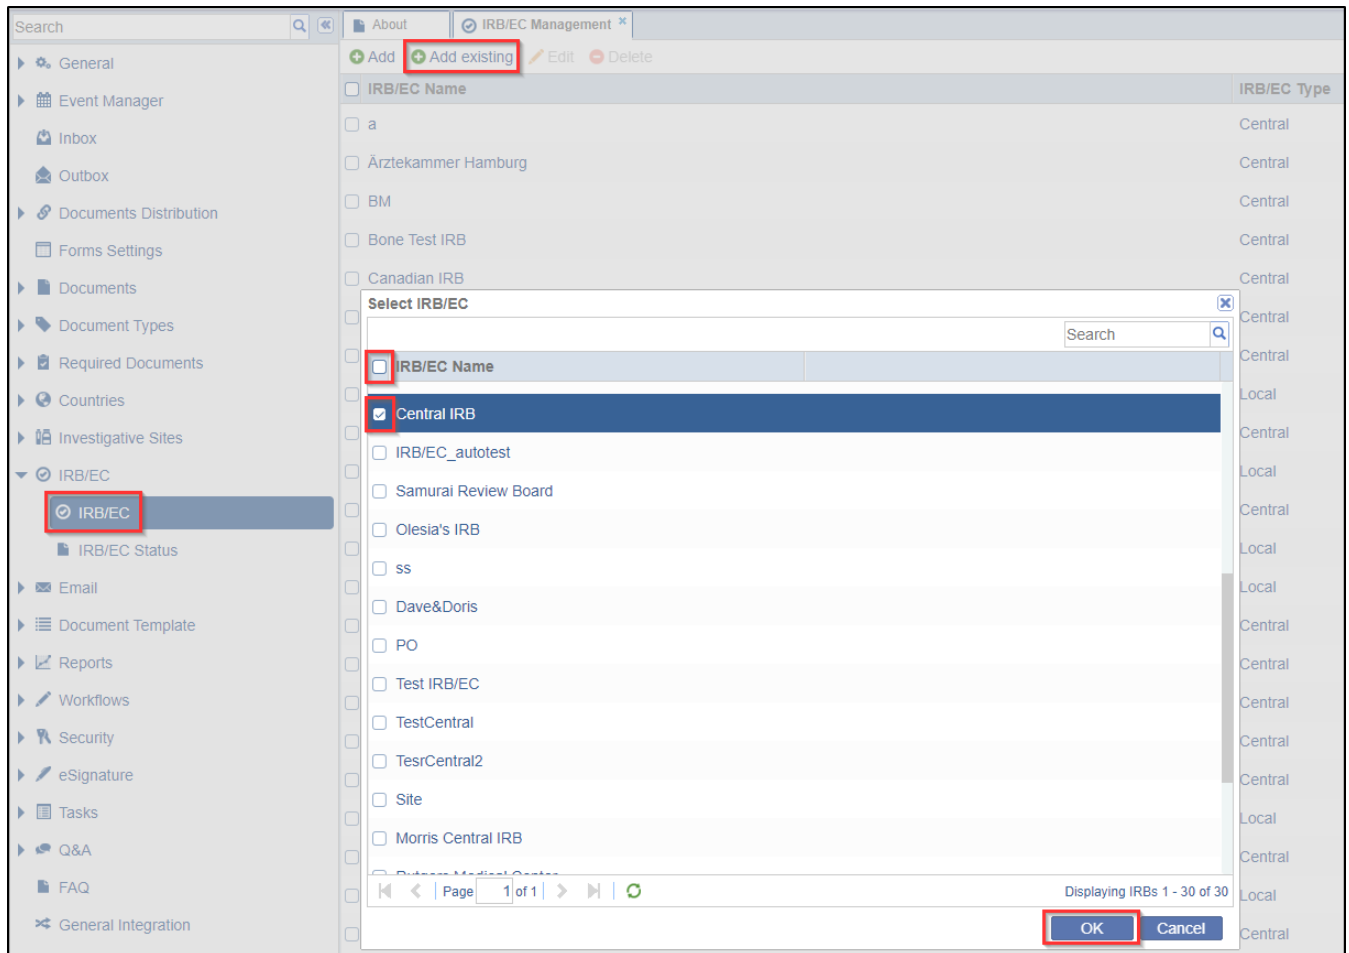 Search
About
IRB/EC Management
Add
Add existing
Edit
Delete
IRB/EC Name
IRB/EC Type
General
Event Manager
Inbox
Outbox
Documents Distribution
Forms Settings
Documents
Document Types
Required Documents
Countries
Investigative Sites
IRB/EC
IRB/EC
IRB/EC Status
Email
Document Template
Reports
Workflows
Security
eSignature
Tasks
Q&A
FAQ
General Integration
a
Central
Ärztekammer Hamburg
Central
BM
Central
Bone Test IRB
Central
Canadian IRB
Central
Central
Central
Local
Central
Local
Central
Local
Local
Central
Central
Central
Central
Central
Local
Central
Local
Central
Select IRB/EC
Search
IRB/EC Name
Central IRB
IRB/EC_autotest
Samurai Review Board
Olesia's IRB
ss
Dave&Doris
PO
Test IRB/EC
TestCentral
TesrCentral2
Site
Morris Central IRB
Rutgers Medical Center
Page 1 of 1
Displaying IRBs 1 - 30 of 30
OK
Cancel